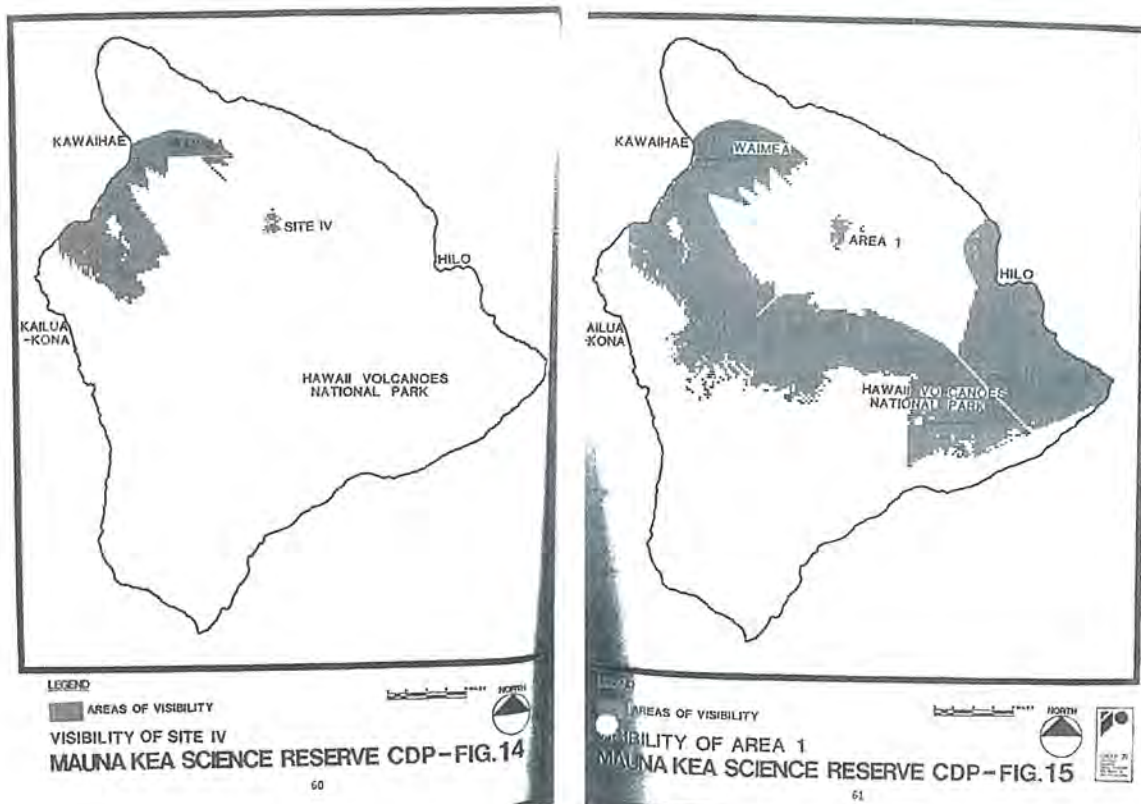 KAWAIHAE
SITE IV
HILO
KAILUA
-KONA
HAWAII VOLCANOES
NATIONAL PARK
LEGEND
NORTH
AREAS OF VISIBILITY
VISIBILITY OF SITE IV
MAUNA KEA SCIENCE RESERVE CDP-FIG.14
60
KAWAIHAE
WAIMEA
C
AREA 1
HILO
AILUA
-KONA
HAWAII VOLCANOES
NATIONAL PARK
NORTH
AREAS OF VISIBILITY
IBILITY OF AREA 1
MAUNA KEA SCIENCE RESERVE CDP-FIG.15
61